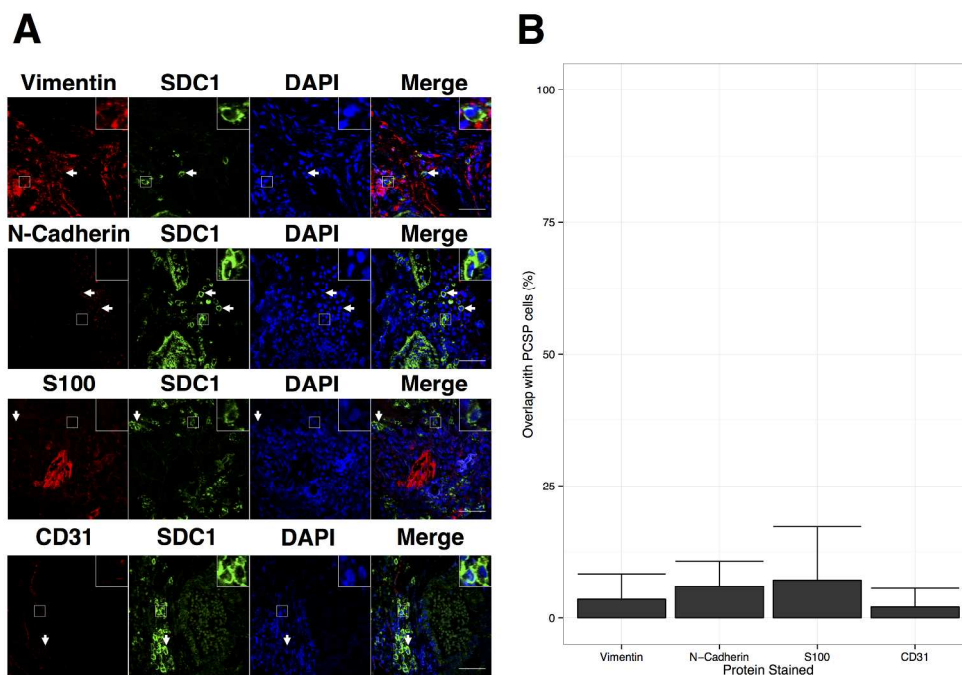 A
Vimentin SDC1 DAPI Merge
N-Cadherin SDC1 DAPI Merge
S100 SDC1 DAPI Merge
CD31 SDC1 DAPI Merge
B
Overlap with PCSP cells (%)
100
75
50
25
0
Vimentin N-Cadherin S100 CD31
Protein Stained